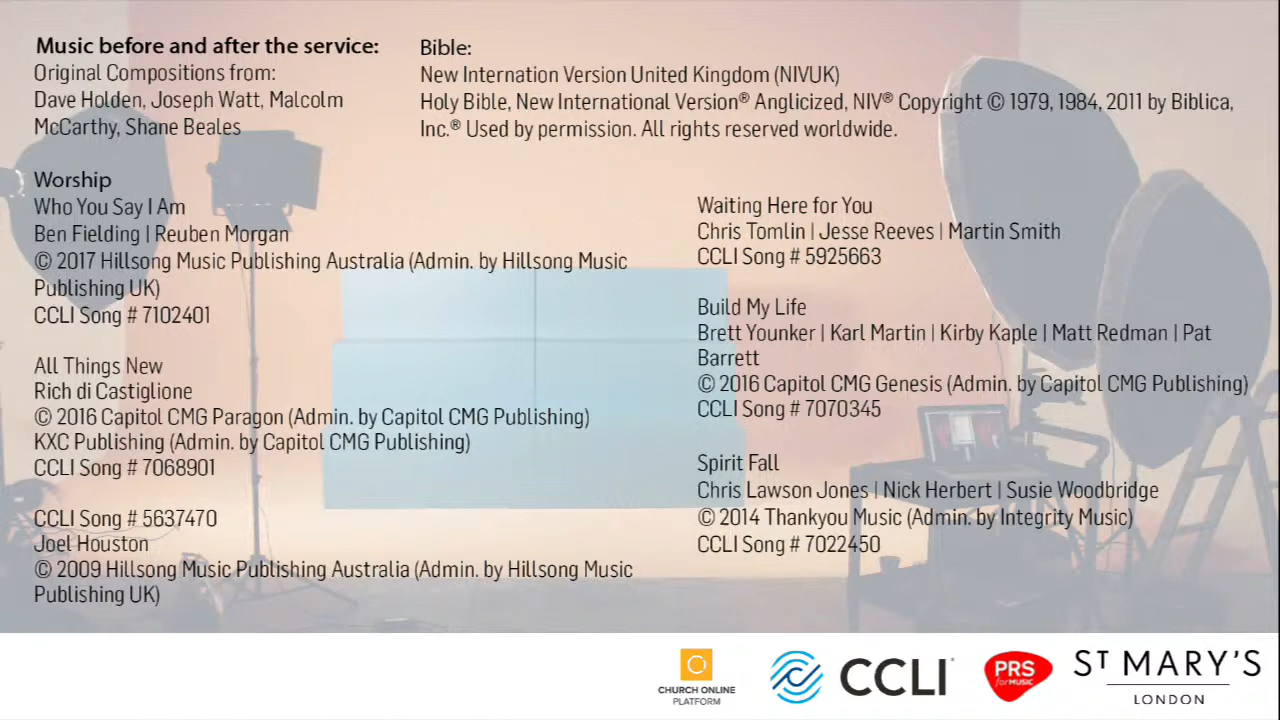 Music before and after the service:
Original Compositions from:
Dave Holden, Joseph Watt, Malcolm
McCarthy, Shane Beales
Bible:
New Internation Version United Kingdom (NIVUK)
Holy Bible, New International Version® Anglicized, NIV® Copyright © 1979, 1984, 2011 by Biblica,
Inc.® Used by permission. All rights reserved worldwide.
Worship
Who You Say I Am
Ben Fielding | Reuben Morgan
© 2017 Hillsong Music Publishing Australia (Admin. by Hillsong Music
Publishing UK)
CCLI Song # 7102401
All Things New
Rich di Castiglione
© 2016 Capitol CMG Paragon (Admin. by Capitol CMG Publishing)
KXC Publishing (Admin. by Capitol CMG Publishing)
CCLI Song # 7068901
CCLI Song # 5637470
Joel Houston
© 2009 Hillsong Music Publishing Australia (Admin. by Hillsong Music
Publishing UK)
Waiting Here for You
Chris Tomlin | Jesse Reeves | Martin Smith
CCLI Song # 5925663
Build My Life
Brett Younker | Karl Martin | Kirby Kaple | Matt Redman | Pat
Barrett
© 2016 Capitol CMG Genesis (Admin. by Capitol CMG Publishing)
CCLI Song # 7070345
Spirit Fall
Chris Lawson Jones | Nick Herbert | Susie Woodbridge
© 2014 Thankyou Music (Admin. by Integrity Music)
CCLI Song # 7022450
CHURCH ONLINE
PLATFORM
CCLI
PRS
for MUSIC
ST MARY'S
LONDON